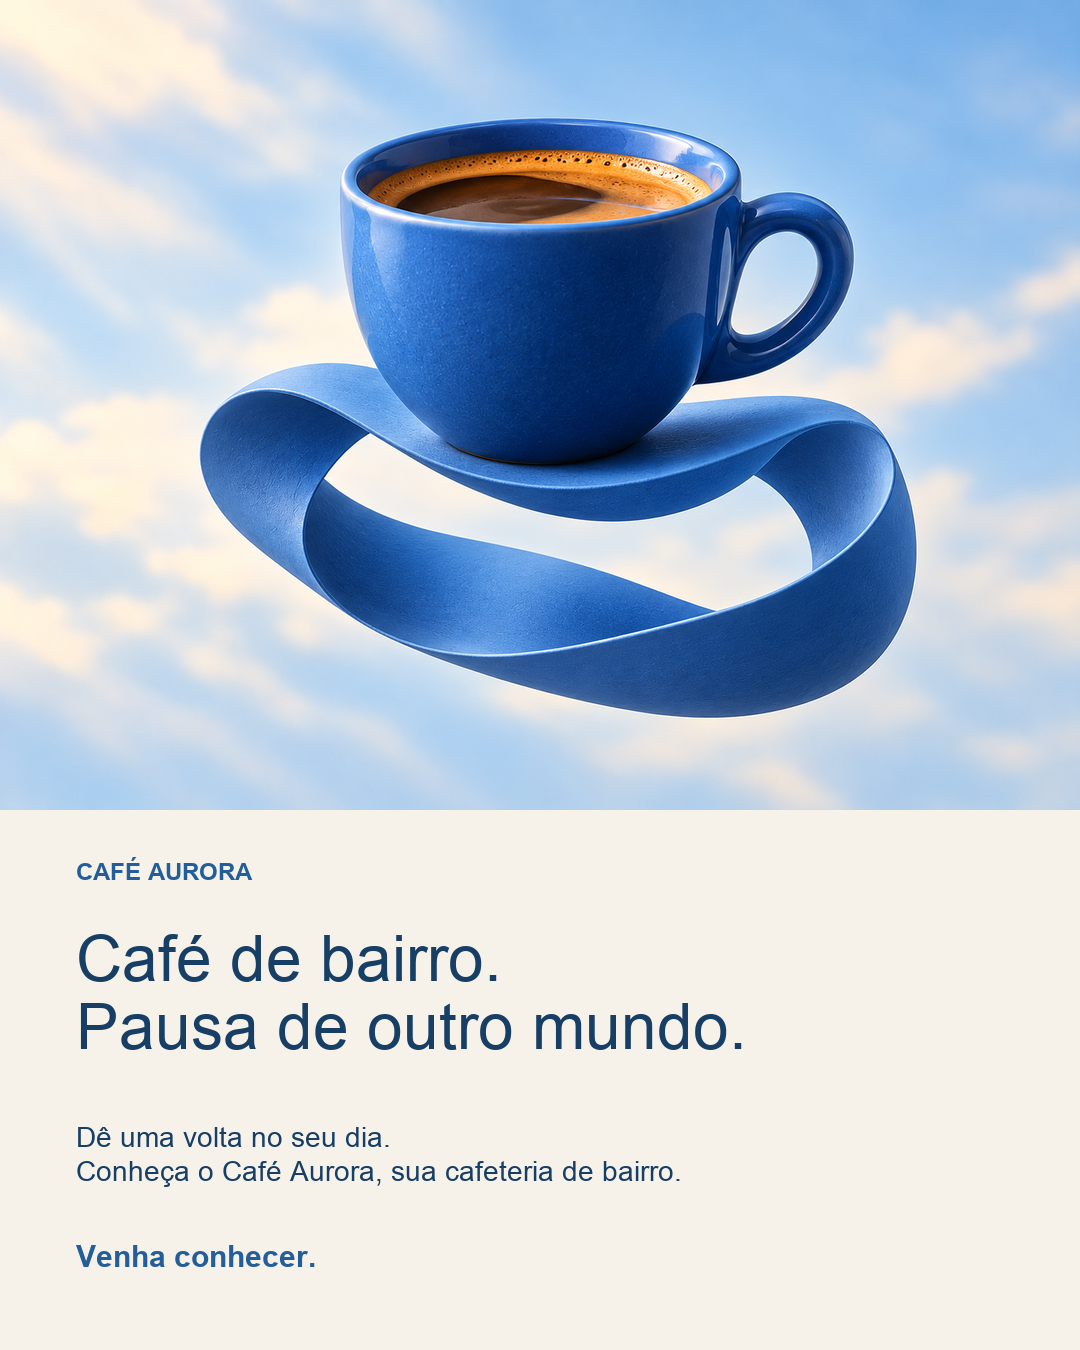 CAFÉ AURORA
Café de bairro.
Pausa de outro mundo.
Dê uma volta no seu dia.
Conheça o Café Aurora, sua cafeteria de bairro.
Venha conhecer.